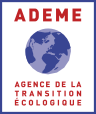 ADEME
AGENCE DE LA
TRANSITION
ÉCOLOGIQUE